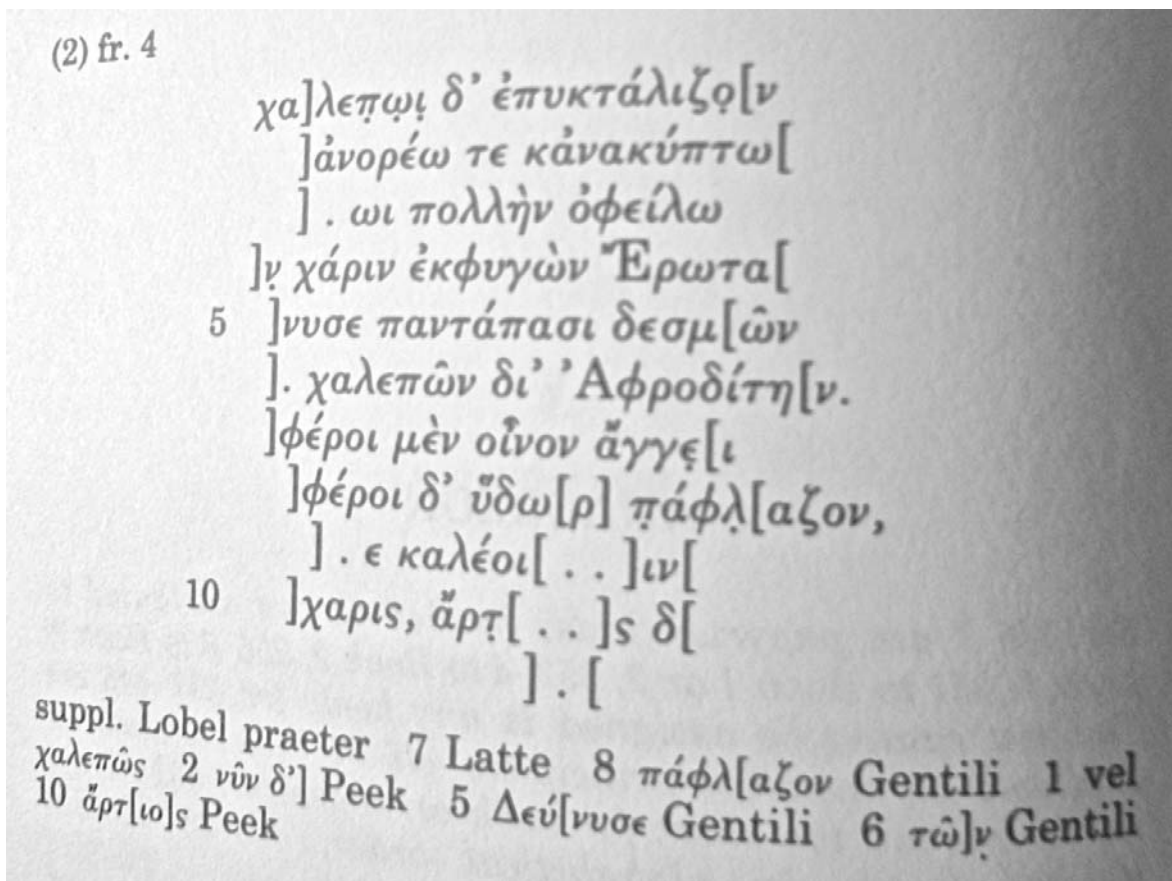 (2) fr. 4
χα]λεπ̣ω̣ι̣ δ’ ἐπυκτάλιζο̣[ν
]ἀνορέω τε κἀνακύπτω[
] . ωι πολλὴν ὀφείλω
]ν̣ χάριν ἐκφυγὼν Ἔρωτα[
5 ]νυσε παντάπασι δεσμ[ῶν
]. χαλεπῶν δι’ Ἀφροδίτη[ν.
]φέροι μὲν οἶνον ἄγγε̣[ι
]φέροι δ’ ὕδω[ρ] π̣άφλ̣[αζον,
] . ε καλέοι[ . . ]ιν[
10 ]χαρις, ἄρτ̣[ . . ]ς δ[
] . [
suppl. Lobel praeter 7 Latte 8 πάφλ[αζον Gentili 1 vel
χαλεπῶς 2 νῦν δ’] Peek 5 Δεύ[νυσε Gentili 6 τῶ]ν̣ Gentili
10 ἄρτ[ιο]ς Peek